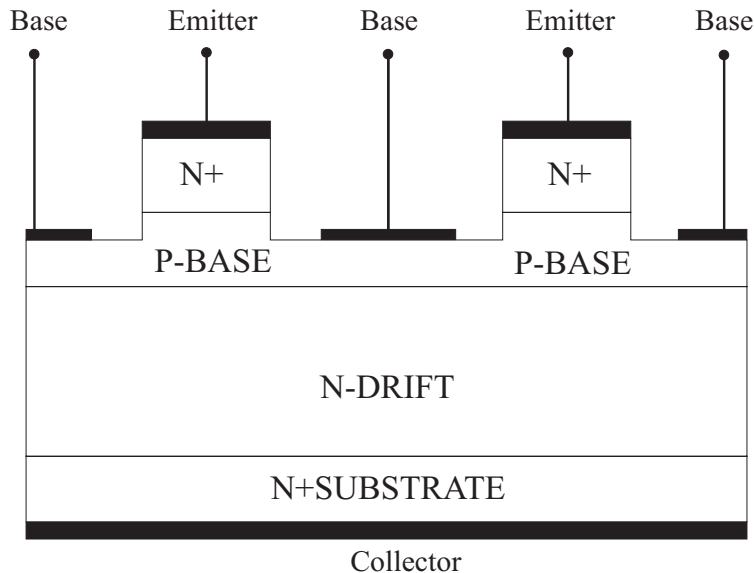 Base Emitter Base Emitter Base
N+ N+
P-BASE P-BASE
N-DRIFT
N+SUBSTRATE
Collector